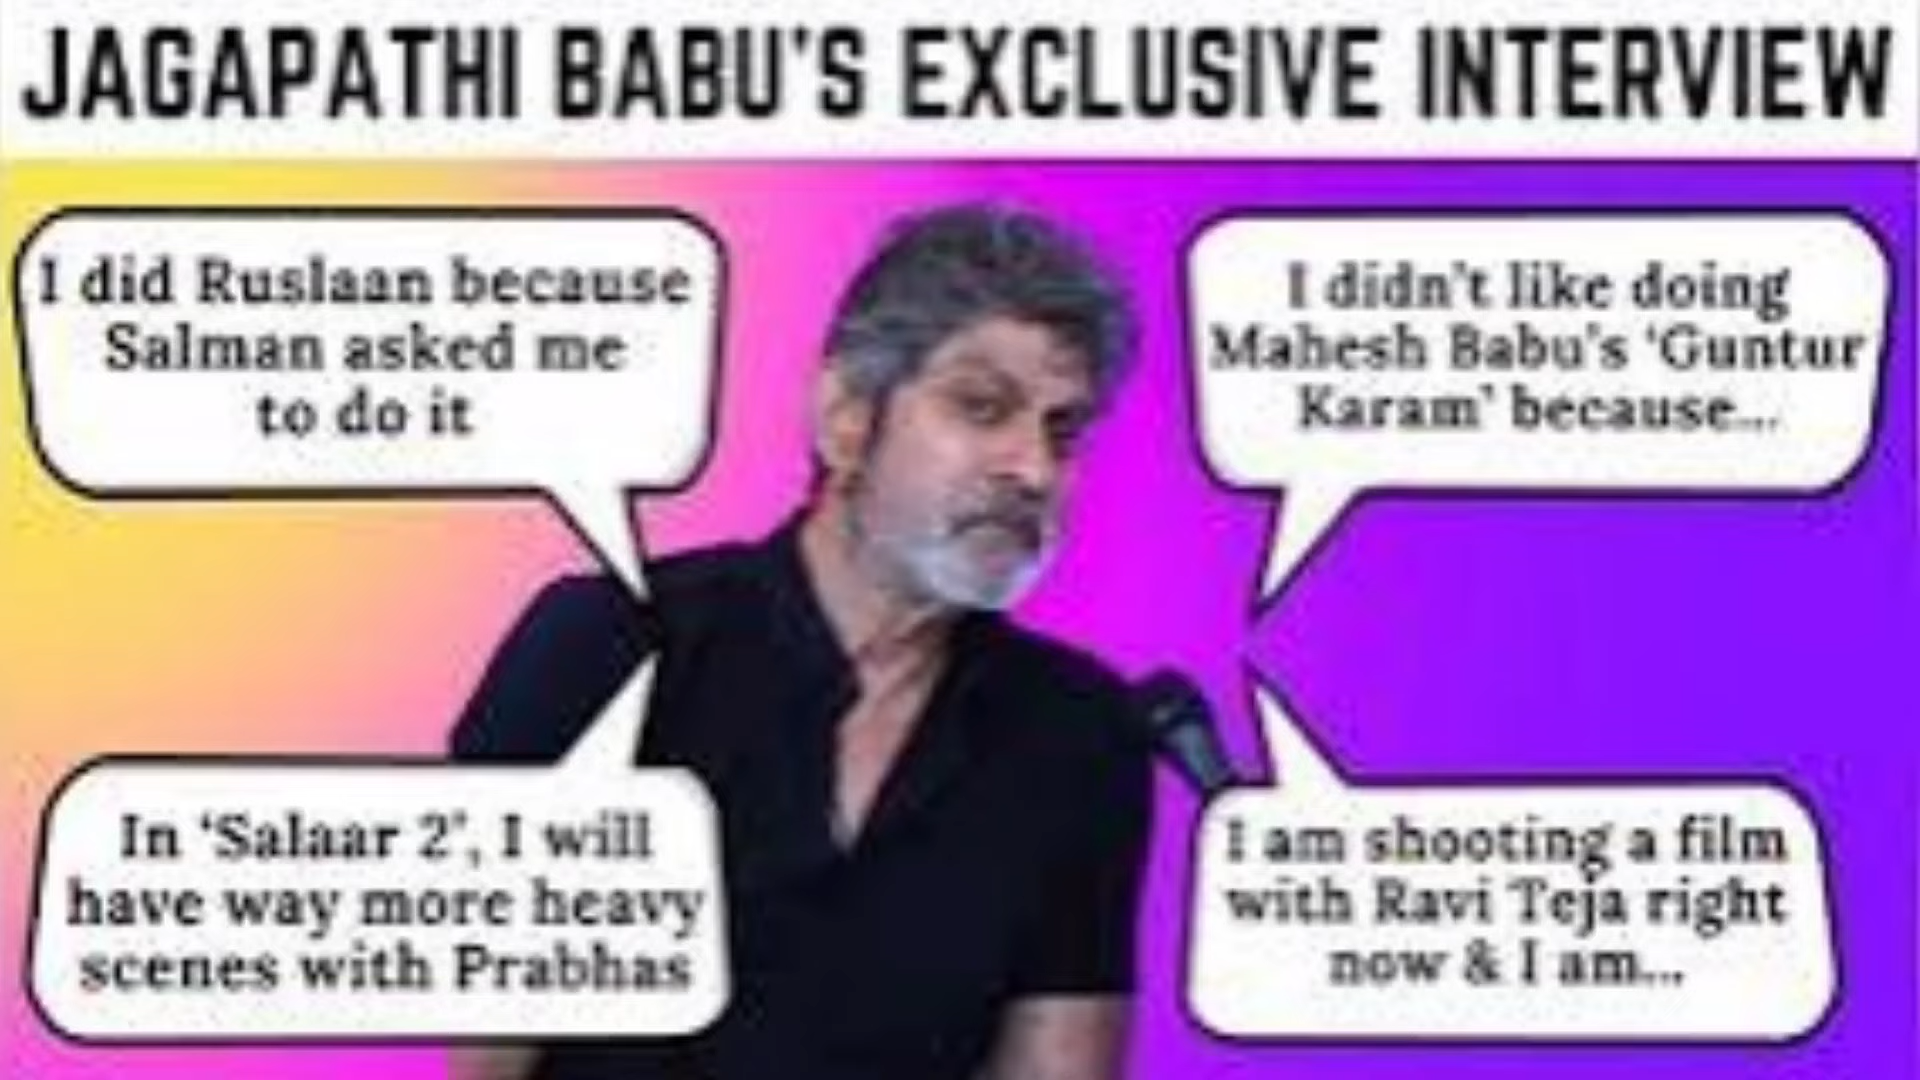 JAGAPATHI BABU'S EXCLUSIVE INTERVIEW
I did Ruslaan because
Salman asked me
to do it
I didn't like doing
Mahesh Babu's 'Guntur
Karam' because...
In 'Salaar 2', I will
have way more heavy
scenes with Prabhas
I am shooting a film
with Ravi Teja right
now & I am...